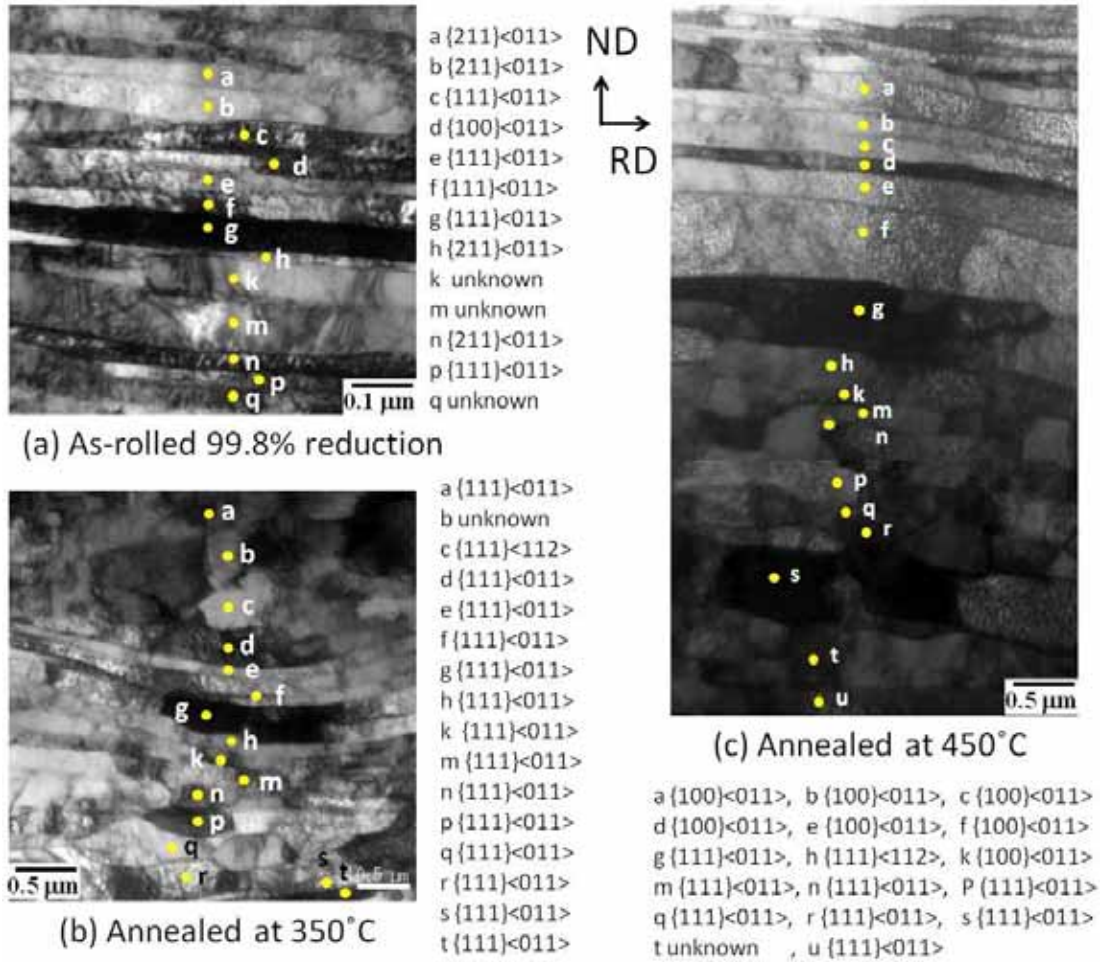 a
b
c
d
e
f
g
h
k
m
n
p
q
0.1 µm
(a) As-rolled 99.8% reduction
a {211}<011>
b {211}<011>
c {111}<011>
d {100}<011>
e {111}<011>
f {111}<011>
g {111}<011>
h {211}<011>
k unknown
m unknown
n {211}<011>
p {111}<011>
q unknown
ND
RD
a
b
c
d
e
f
g
h
k
m
n
p
q
r
s
t
u
0.5 µm
(c) Annealed at 450˚C
a {100}<011>, b {100}<011>, c {100}<011>
d {100}<011>, e {100}<011>, f {100}<011>
g {111}<011>, h {111}<112>, k {100}<011>
m {111}<011>, n {111}<011>, P {111}<011>
q {111}<011>, r {111}<011>, s {111}<011>
t unknown , u {111}<011>
a
b
c
d
e
f
g
h
k
m
n
p
q
r
s
t
0.5 µm
0.5 µm
(b) Annealed at 350˚C
a {111}<011>
b unknown
c {111}<112>
d {111}<011>
e {111}<011>
f {111}<011>
g {111}<011>
h {111}<011>
k {111}<011>
m {111}<011>
n {111}<011>
p {111}<011>
q {111}<011>
r {111}<011>
s {111}<011>
t {111}<011>